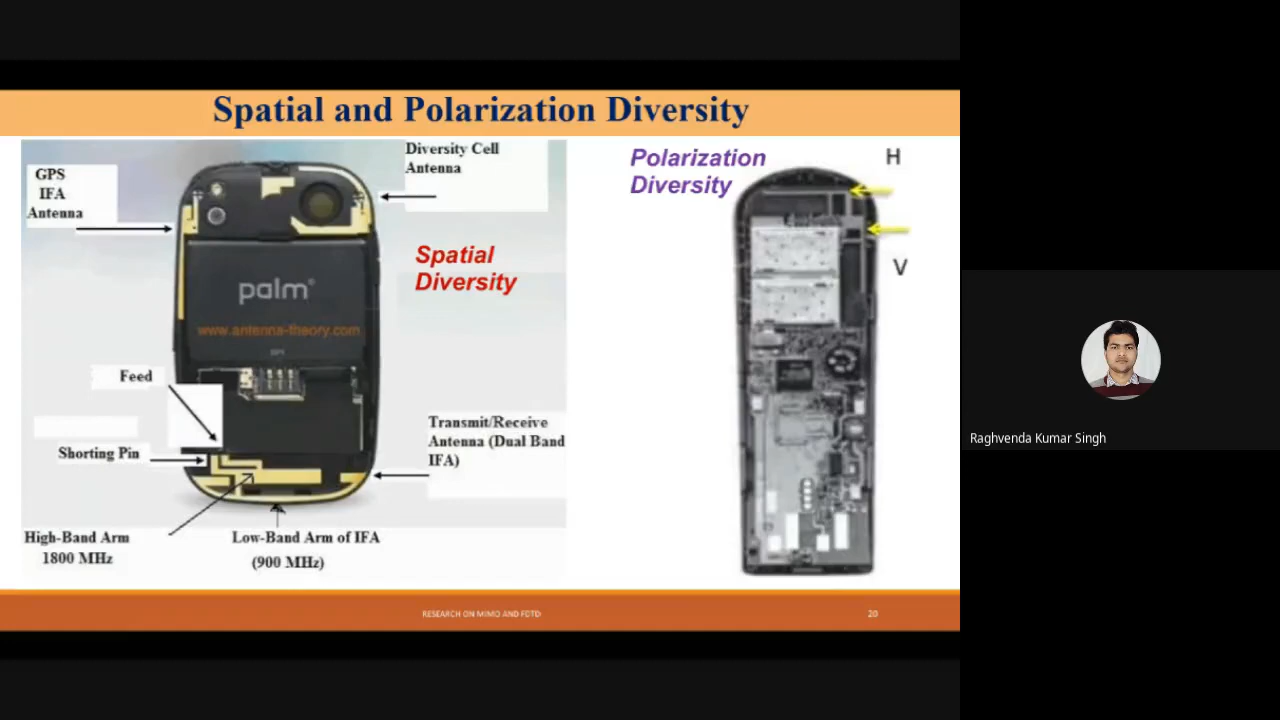 Spatial and Polarization Diversity
GPS
IFA
Antenna
Diversity Cell
Antenna
Spatial
Diversity
palm
www.antenna-theory.com
Feed
Shorting Pin
Transmit/Receive
Antenna (Dual Band
IFA)
High-Band Arm
1800 MHz
Low-Band Arm of IFA
(900 MHz)
Polarization
Diversity
H
V
RESEARCH ON MIMO AND FDTD
20
Raghvenda Kumar Singh